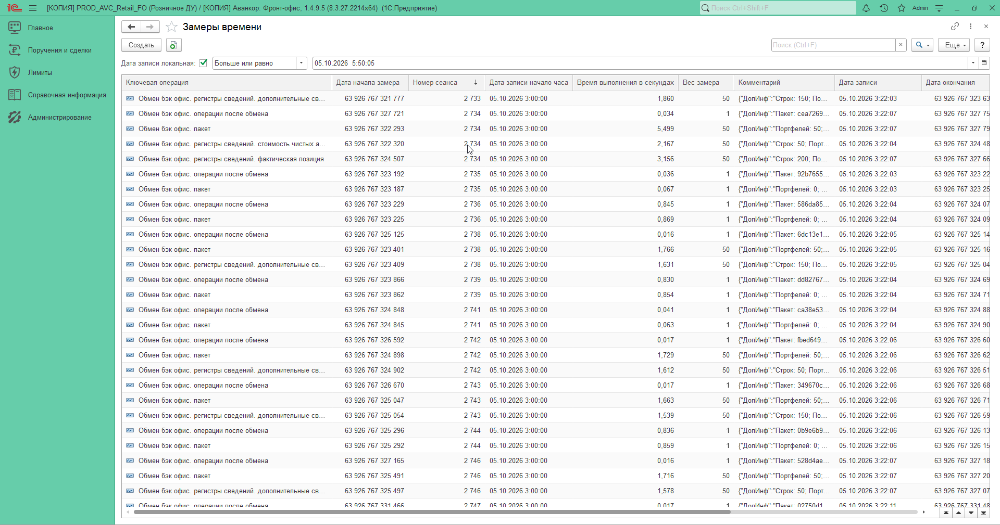 [КОПИЯ] PROD_AVC_Retail_FO (Розничное ДУ) / [КОПИЯ] Аванкор: Фронт-офис, 1.4.9.5 (8.3.27.2214x64) (1С:Предприятие)
Поиск Ctrl+Shift+F
Admin
Главное
Поручения и сделки
Лимиты
Справочная информация
Администрирование
Замеры времени
Создать
Поиск (Ctrl+F)
Еще
?
Дата записи локальная: Больше или равно 05.10.2026 5:50:05
Ключевая операция Дата начала замера Номер сеанса ↓ Дата записи начало часа Время выполнения в секундах Вес замера Комментарий Дата записи Дата окончания
Обмен бэк офис. регистры сведений. дополнительные св... 63 926 767 321 777 2 733 05.10.2026 3:00:00 1,860 50 {"ДопИнф":"Строк: 150; По... 05.10.2026 3:22:03 63 926 767 323 63
Обмен бэк офис. операции после обмена 63 926 767 327 721 2 734 05.10.2026 3:00:00 0,034 1 {"ДопИнф":"Пакет: cea7269... 05.10.2026 3:22:07 63 926 767 327 75
Обмен бэк офис. пакет 63 926 767 322 293 2 734 05.10.2026 3:00:00 5,499 50 {"ДопИнф":"Портфелей: 50;... 05.10.2026 3:22:07 63 926 767 327 79
Обмен бэк офис. регистры сведений. стоимость чистых а... 63 926 767 322 320 2 734 05.10.2026 3:00:00 2,167 50 {"ДопИнф":"Строк: 50; Порт... 05.10.2026 3:22:04 63 926 767 324 48
Обмен бэк офис. регистры сведений. фактическая позиция 63 926 767 324 507 2 734 05.10.2026 3:00:00 3,156 50 {"ДопИнф":"Строк: 200; По... 05.10.2026 3:22:07 63 926 767 327 66
Обмен бэк офис. операции после обмена 63 926 767 323 192 2 735 05.10.2026 3:00:00 0,036 1 {"ДопИнф":"Пакет: 92b7655... 05.10.2026 3:22:03 63 926 767 323 22
Обмен бэк офис. пакет 63 926 767 323 187 2 735 05.10.2026 3:00:00 0,067 1 {"ДопИнф":"Портфелей: 0; ... 05.10.2026 3:22:03 63 926 767 323 25
Обмен бэк офис. операции после обмена 63 926 767 323 229 2 736 05.10.2026 3:00:00 0,845 1 {"ДопИнф":"Пакет: 586da85... 05.10.2026 3:22:04 63 926 767 324 07
Обмен бэк офис. пакет 63 926 767 323 225 2 736 05.10.2026 3:00:00 0,869 1 {"ДопИнф":"Портфелей: 0; ... 05.10.2026 3:22:04 63 926 767 324 09
Обмен бэк офис. операции после обмена 63 926 767 325 125 2 738 05.10.2026 3:00:00 0,016 1 {"ДопИнф":"Пакет: 6dc13e1... 05.10.2026 3:22:05 63 926 767 325 14
Обмен бэк офис. пакет 63 926 767 323 401 2 738 05.10.2026 3:00:00 1,766 50 {"ДопИнф":"Портфелей: 50;... 05.10.2026 3:22:05 63 926 767 325 16
Обмен бэк офис. регистры сведений. дополнительные св... 63 926 767 323 409 2 738 05.10.2026 3:00:00 1,631 50 {"ДопИнф":"Строк: 150; По... 05.10.2026 3:22:05 63 926 767 325 04
Обмен бэк офис. операции после обмена 63 926 767 323 866 2 739 05.10.2026 3:00:00 0,830 1 {"ДопИнф":"Пакет: dd82767... 05.10.2026 3:22:04 63 926 767 324 69
Обмен бэк офис. пакет 63 926 767 323 862 2 739 05.10.2026 3:00:00 0,854 1 {"ДопИнф":"Портфелей: 0; ... 05.10.2026 3:22:04 63 926 767 324 71
Обмен бэк офис. операции после обмена 63 926 767 324 848 2 741 05.10.2026 3:00:00 0,041 1 {"ДопИнф":"Пакет: ca38e53... 05.10.2026 3:22:04 63 926 767 324 88
Обмен бэк офис. пакет 63 926 767 324 845 2 741 05.10.2026 3:00:00 0,063 1 {"ДопИнф":"Портфелей: 0; ... 05.10.2026 3:22:04 63 926 767 324 90
Обмен бэк офис. операции после обмена 63 926 767 326 592 2 742 05.10.2026 3:00:00 0,017 1 {"ДопИнф":"Пакет: fbed649... 05.10.2026 3:22:06 63 926 767 326 60
Обмен бэк офис. пакет 63 926 767 324 898 2 742 05.10.2026 3:00:00 1,729 50 {"ДопИнф":"Портфелей: 50;... 05.10.2026 3:22:06 63 926 767 326 62
Обмен бэк офис. регистры сведений. дополнительные св... 63 926 767 324 902 2 742 05.10.2026 3:00:00 1,612 50 {"ДопИнф":"Строк: 50; Порт... 05.10.2026 3:22:06 63 926 767 326 51
Обмен бэк офис. операции после обмена 63 926 767 326 670 2 743 05.10.2026 3:00:00 0,017 1 {"ДопИнф":"Пакет: 349670c... 05.10.2026 3:22:06 63 926 767 326 68
Обмен бэк офис. пакет 63 926 767 325 047 2 743 05.10.2026 3:00:00 1,663 50 {"ДопИнф":"Портфелей: 50;... 05.10.2026 3:22:06 63 926 767 326 71
Обмен бэк офис. регистры сведений. дополнительные св... 63 926 767 325 054 2 743 05.10.2026 3:00:00 1,539 50 {"ДопИнф":"Строк: 150; По... 05.10.2026 3:22:06 63 926 767 326 59
Обмен бэк офис. операции после обмена 63 926 767 325 296 2 744 05.10.2026 3:00:00 0,836 1 {"ДопИнф":"Пакет: 0b9e6b9... 05.10.2026 3:22:06 63 926 767 326 13
Обмен бэк офис. пакет 63 926 767 325 292 2 744 05.10.2026 3:00:00 0,859 1 {"ДопИнф":"Портфелей: 0; ... 05.10.2026 3:22:06 63 926 767 326 15
Обмен бэк офис. операции после обмена 63 926 767 327 165 2 746 05.10.2026 3:00:00 0,016 1 {"ДопИнф":"Пакет: 528d4ae... 05.10.2026 3:22:07 63 926 767 327 18
Обмен бэк офис. пакет 63 926 767 325 491 2 746 05.10.2026 3:00:00 1,716 50 {"ДопИнф":"Портфелей: 50;... 05.10.2026 3:22:07 63 926 767 327 20
Обмен бэк офис. регистры сведений. дополнительные св... 63 926 767 325 497 2 746 05.10.2026 3:00:00 1,578 50 {"ДопИнф":"Строк: 50; Порт... 05.10.2026 3:22:07 63 926 767 327 07
Обмен бэк офис. операции после обмена 63 926 767 331 466 2 747 05.10.2026 3:00:00 0,017 1 {"ДопИнф":"Пакет: 02750d1... 05.10.2026 3:22:11 63 926 767 331 48